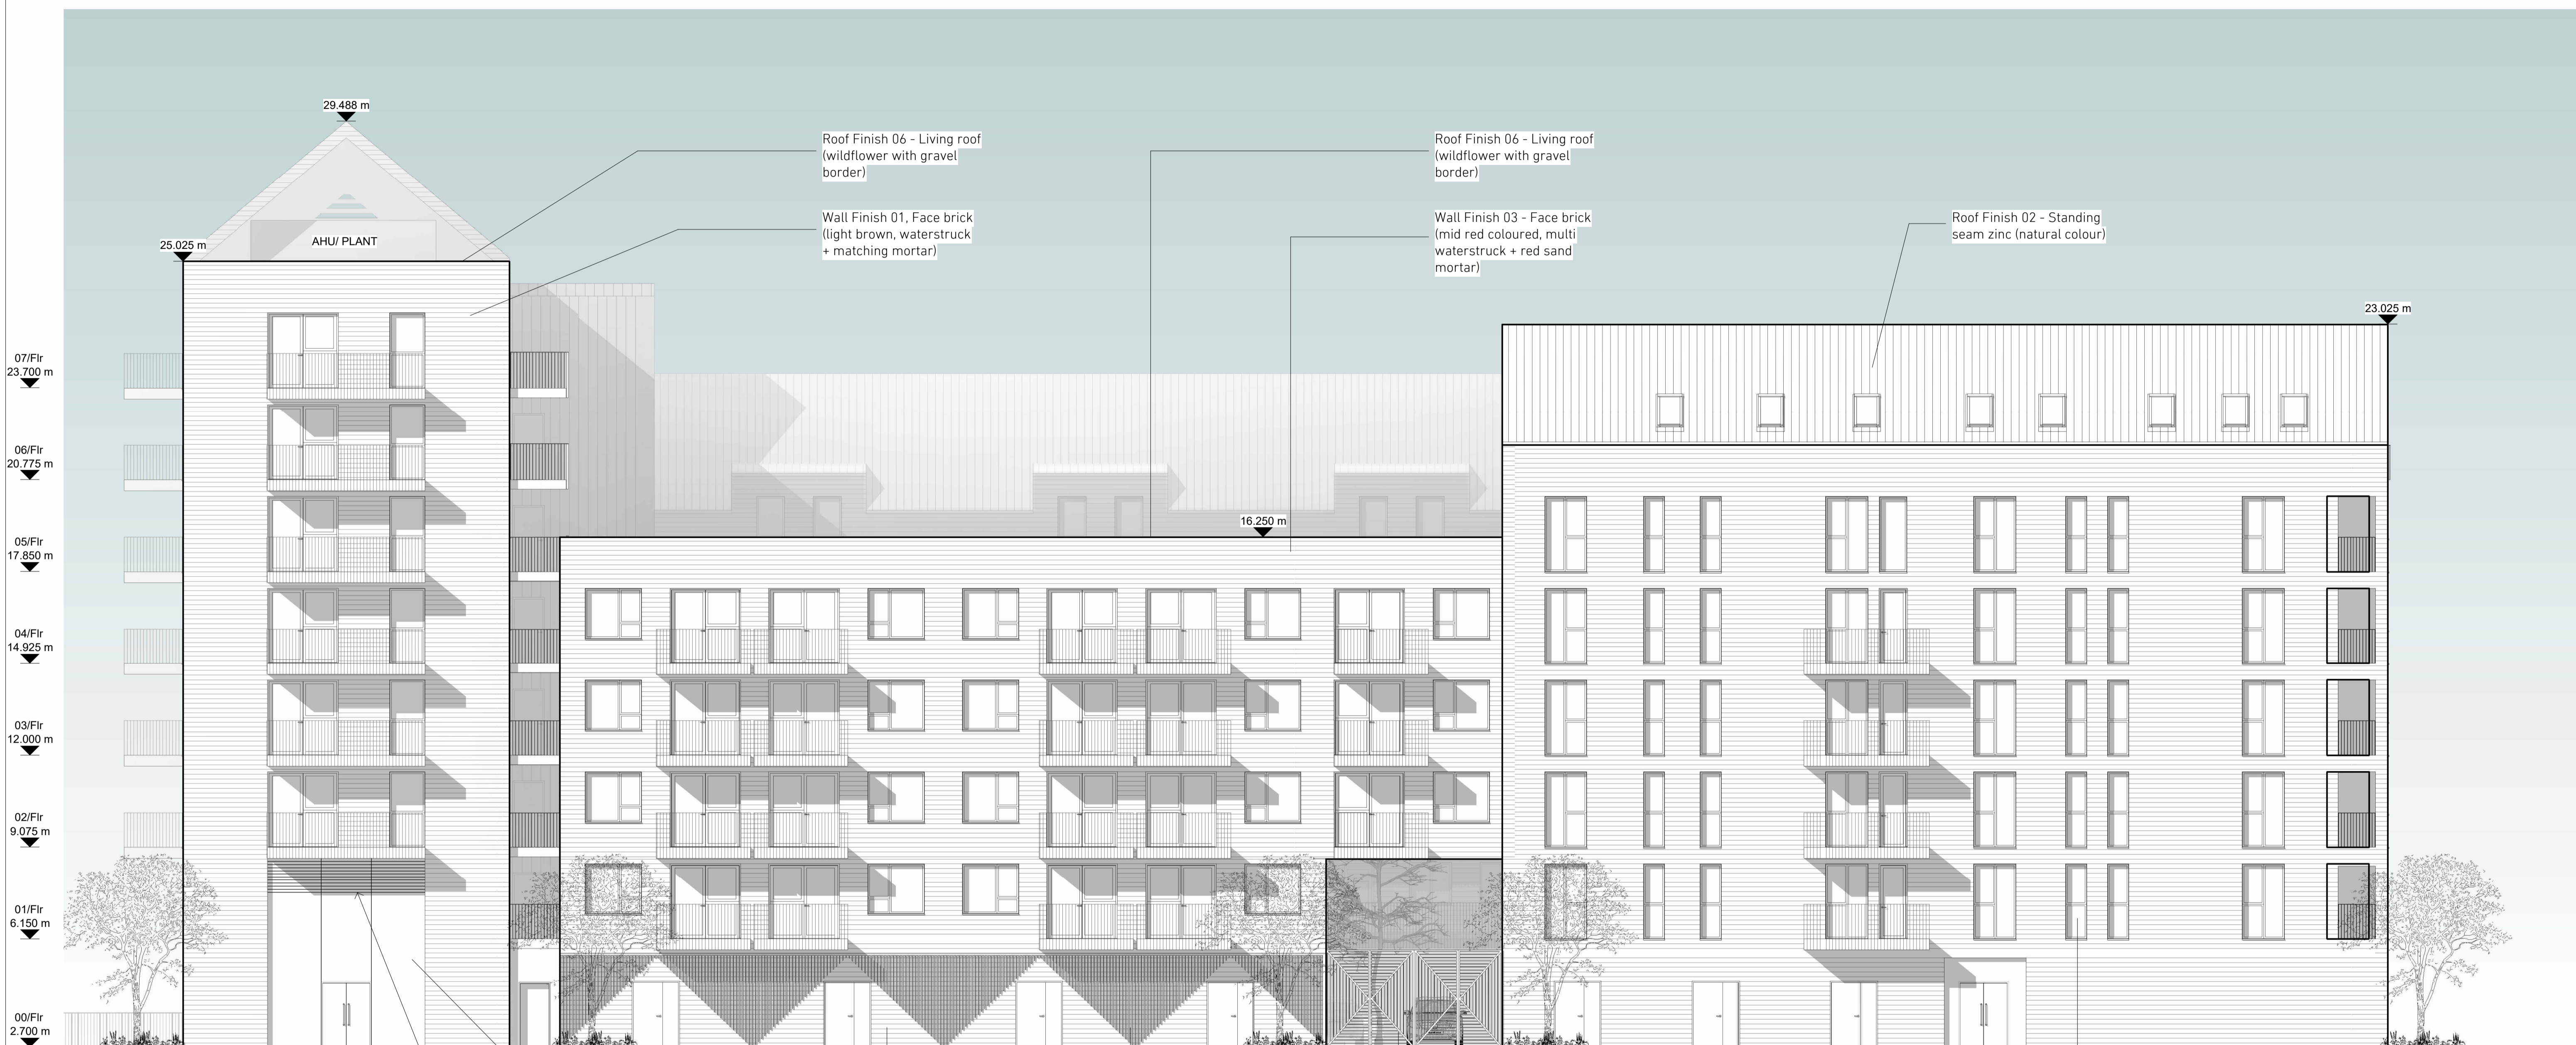 29.488 m
Roof Finish 06 - Living roof
(wildflower with gravel
border)
Roof Finish 06 - Living roof
(wildflower with gravel
border)
Wall Finish 01, Face brick
(light brown, waterstruck
+ matching mortar)
Wall Finish 03 - Face brick
(mid red coloured, multi
waterstruck + red sand
mortar)
Roof Finish 02 - Standing
seam zinc (natural colour)
25.025 m
AHU/ PLANT
23.025 m
16.250 m
07/Flr
23.700 m
06/Flr
20.775 m
05/Flr
17.850 m
04/Flr
14.925 m
03/Flr
12.000 m
02/Flr
9.075 m
01/Flr
6.150 m
00/Flr
2.700 m